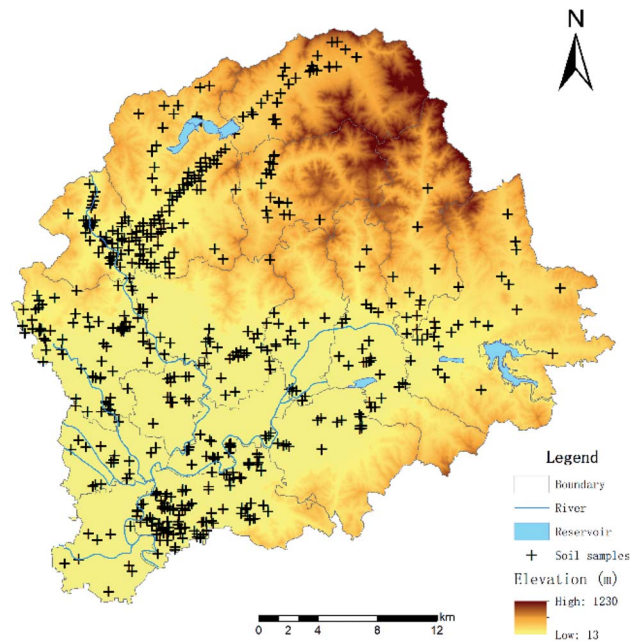 N
Legend
Boundary
River
Reservoir
Soil samples
Elevation (m)
High: 1230
Low: 13
km
0 2 4 8 12